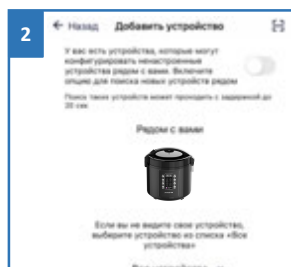 2
← Назад Добавить устройство
У вас есть устройства, которые могут
конфигурировать ненастроенные
устройства рядом с вами. Включите
опцию для поиска новых устройств рядом
Поиск таких устройств может проходить с задержкой до
20 сек
Рядом с вами
Если вы не видите свое устройство,
выберите устройство из списка «Все
устройства»